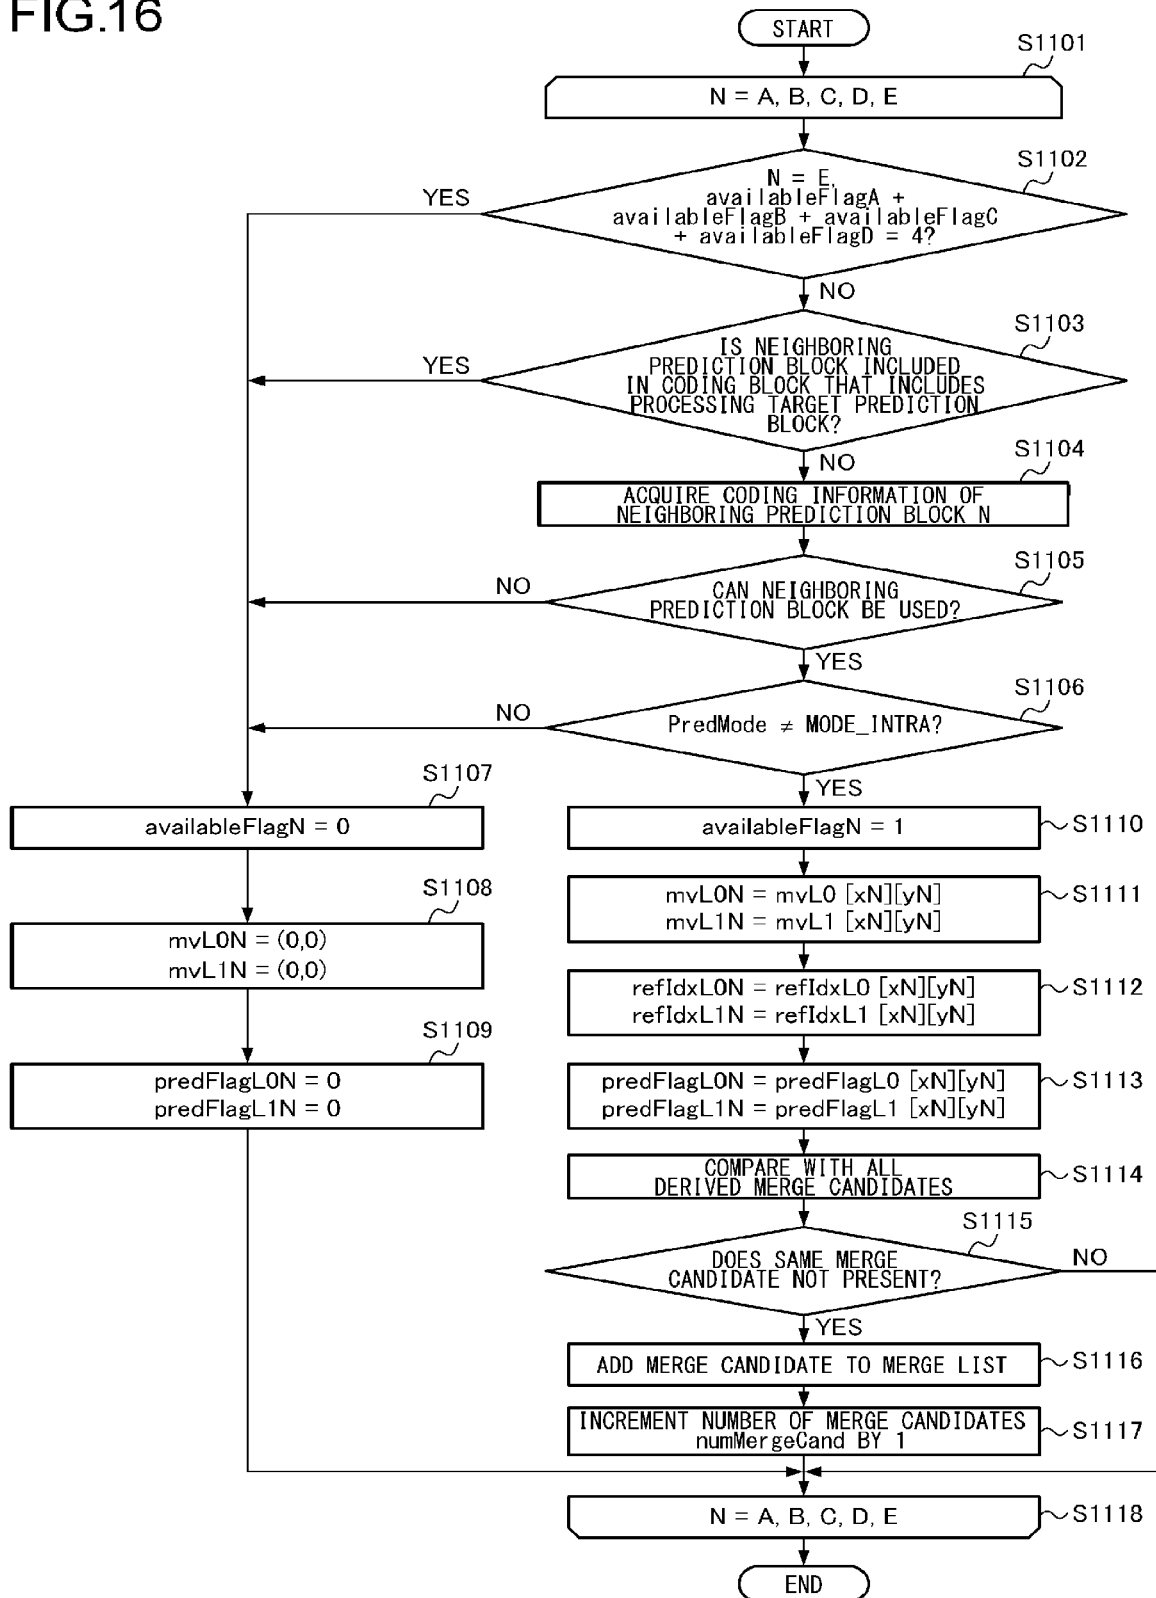 FIG.16
START
S1101
N = A, B, C, D, E
S1102
N = E,
availableFlagA +
availableFlagB + availableFlagC
+ availableFlagD = 4?
YES
NO
S1103
IS NEIGHBORING
PREDICTION BLOCK INCLUDED
IN CODING BLOCK THAT INCLUDES
PROCESSING TARGET PREDICTION
BLOCK?
YES
NO
S1104
ACQUIRE CODING INFORMATION OF
NEIGHBORING PREDICTION BLOCK N
S1105
CAN NEIGHBORING
PREDICTION BLOCK BE USED?
NO
YES
S1106
PredMode ≠ MODE_INTRA?
NO
YES
S1107
availableFlagN = 0
S1108
mvL0N = (0,0)
mvL1N = (0,0)
S1109
predFlagL0N = 0
predFlagL1N = 0
availableFlagN = 1
S1110
mvL0N = mvL0 [xN][yN]
mvL1N = mvL1 [xN][yN]
S1111
refIdxL0N = refIdxL0 [xN][yN]
refIdxL1N = refIdxL1 [xN][yN]
S1112
predFlagL0N = predFlagL0 [xN][yN]
predFlagL1N = predFlagL1 [xN][yN]
S1113
COMPARE WITH ALL
DERIVED MERGE CANDIDATES
S1114
S1115
DOES SAME MERGE
CANDIDATE NOT PRESENT?
NO
YES
ADD MERGE CANDIDATE TO MERGE LIST
S1116
INCREMENT NUMBER OF MERGE CANDIDATES
numMergeCand BY 1
S1117
N = A, B, C, D, E
S1118
END